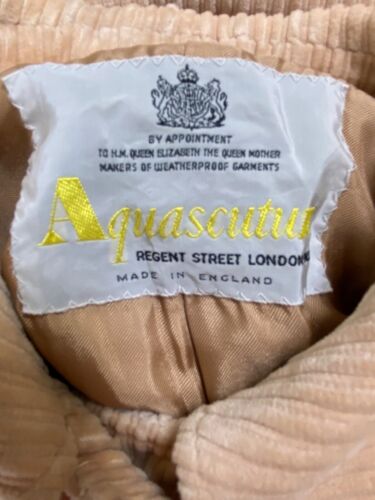 BY APPOINTMENT
TO H.M. QUEEN ELIZABETH THE QUEEN MOTHER
MAKERS OF WEATHERPROOF GARMENTS
Aquascutum
REGENT STREET LONDON
MADE IN ENGLAND